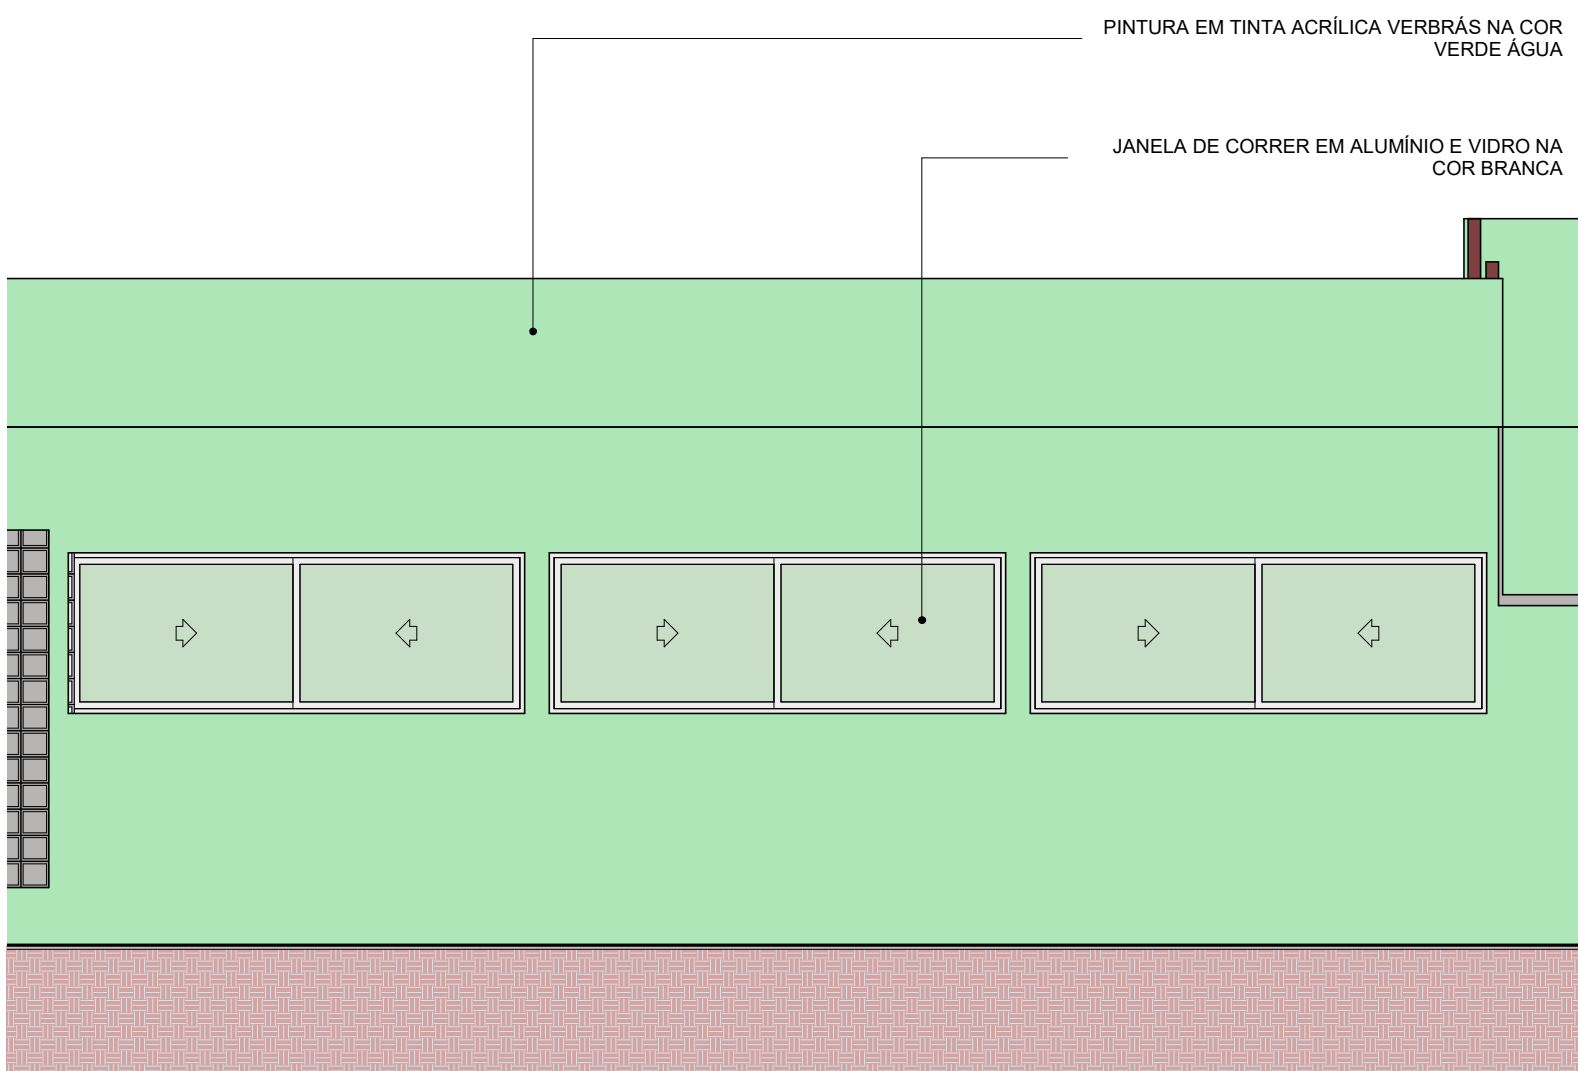 PINTURA EM TINTA ACRÍLICA VERBRÁS NA COR
VERDE ÁGUA
JANELA DE CORRER EM ALUMÍNIO E VIDRO NA
COR BRANCA